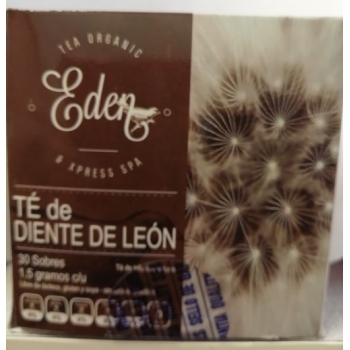 TEA ORGANIC
Eden
& XPRESS SPA
TÉ de
DIENTE DE LEÓN
30 Sobres
1.5 gramos c/u